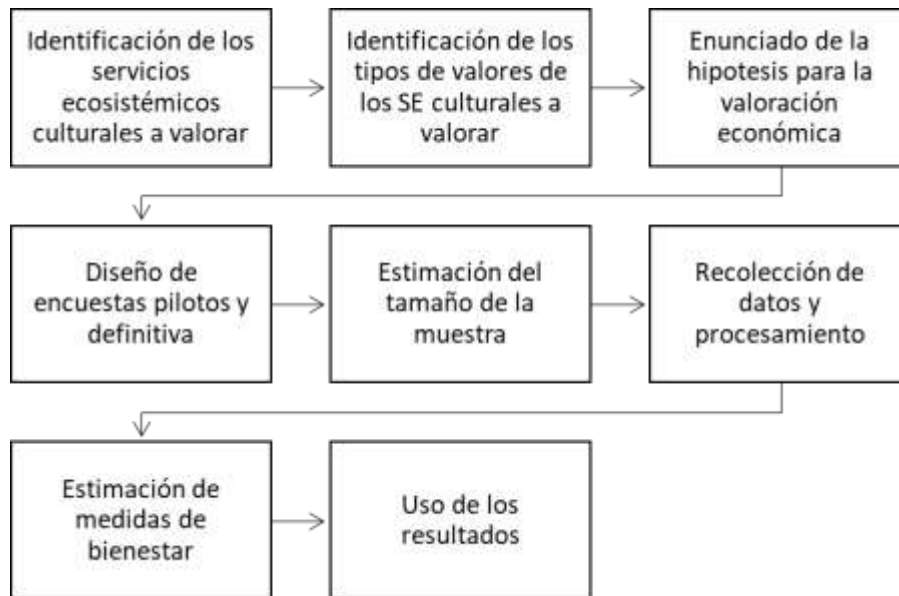 Identificación de los
servicios
ecosistémicos
culturales a valorar
Identificación de los
tipos de valores de
los SE culturales a
valorar
Enunciado de la
hipotesis para la
valoración
económica
Diseño de
encuestas pilotos y
definitiva
Estimación del
tamaño de la
muestra
Recolección de
datos y
procesamiento
Estimación de
medidas de
bienestar
Uso de los
resultados